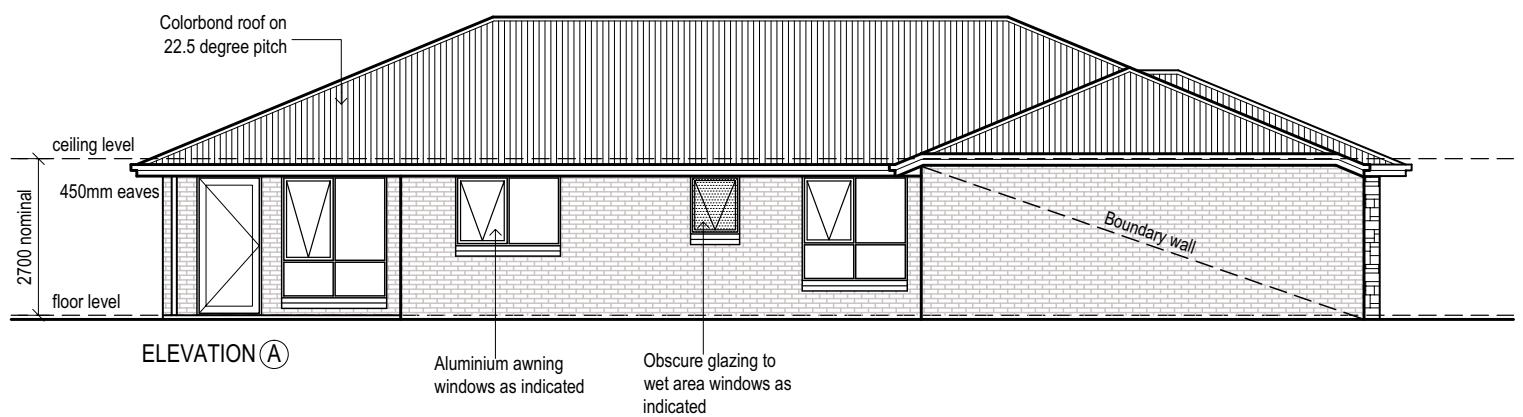 Colorbond roof on
22.5 degree pitch
ceiling level
450mm eaves
2700 nominal
floor level
Boundary wall
ELEVATION A
Aluminium awning
windows as indicated
Obscure glazing to
wet area windows as
indicated